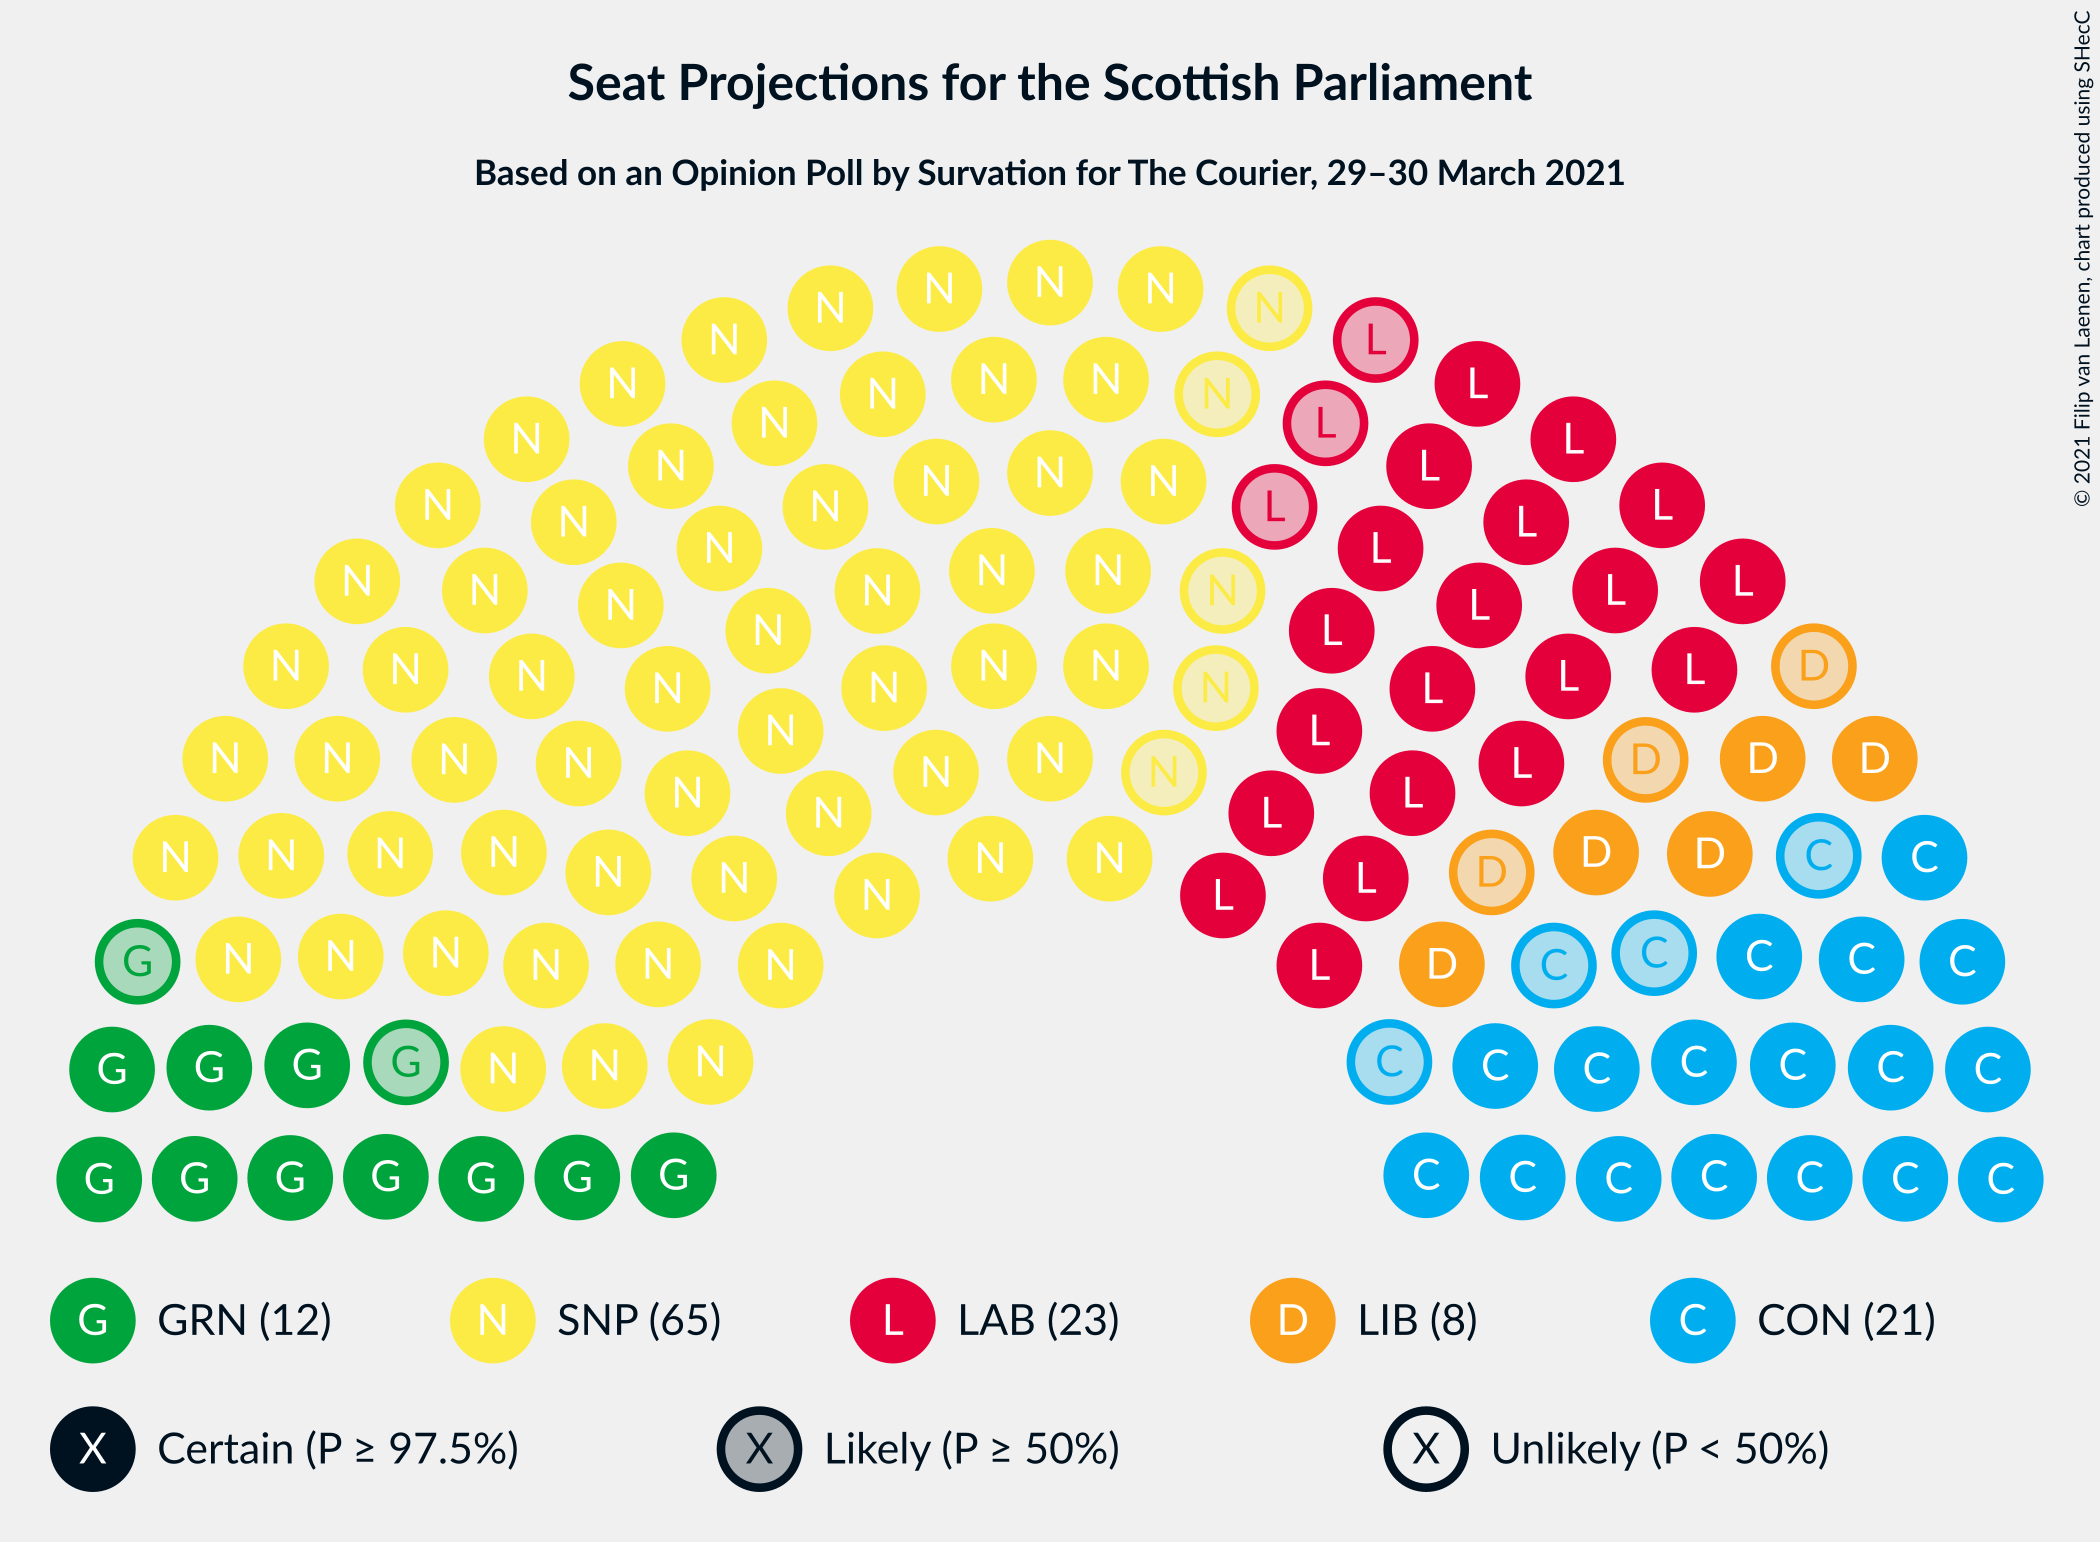 © 2021 Filip van Laenen, chart produced using SHecC
Seat Projections for the Scottish Parliament
Based on an Opinion Poll by Survation for The Courier, 29–30 March 2021
N N N N N
N L
N N N N N L
N N L L
N N N N L
N N N L L L
N N N N N N N L L L
N N L L
N N N N N N N N L L L D
N N N N N N N N L L D D D
N N L L
N N N N N N N N N L L D D D C C
G N N N N N N L D C C C C C
G G G G N N N C C C C C C C
G G G G G G G C C C C C C C
G GRN (12) N SNP (65) L LAB (23) D LIB (8) C CON (21)
X Certain (P ≥ 97.5%) X Likely (P ≥ 50%) X Unlikely (P < 50%)